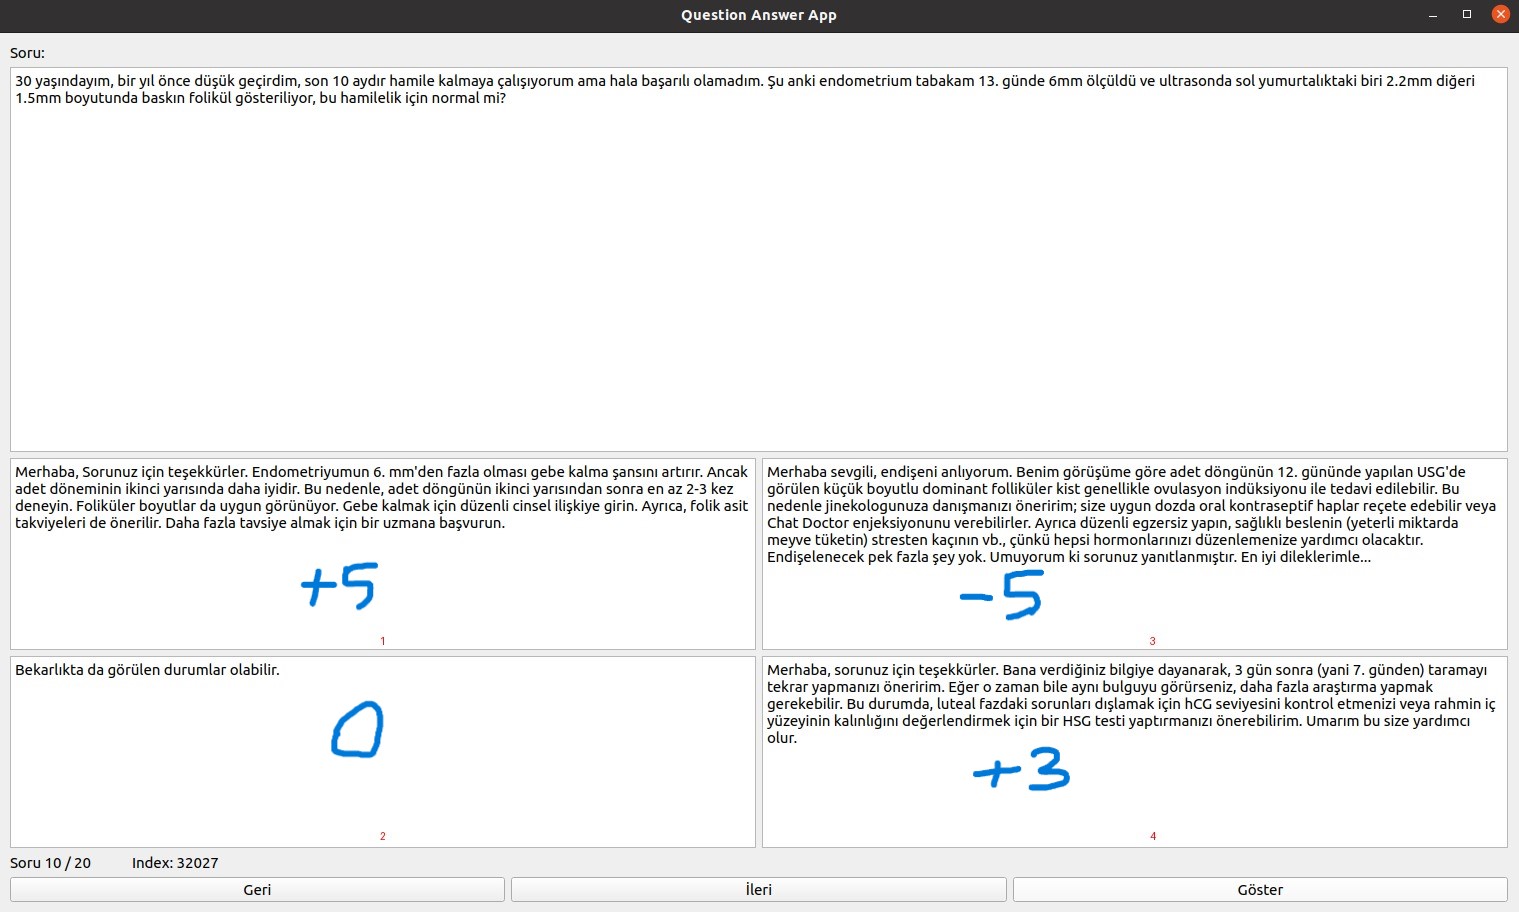 Question Answer App
Soru:
30 yaşındayım, bir yıl önce düşük geçirdim, son 10 aydır hamile kalmaya çalışıyorum ama hala başarılı olamadım. Şu anki endometrium tabakam 13. günde 6mm ölçüldü ve ultrasonda sol yumurtalıktaki biri 2.2mm diğeri
1.5mm boyutunda baskın folikül gösteriliyor, bu hamilelik için normal mi?
Merhaba, Sorunuz için teşekkürler. Endometriyumun 6. mm'den fazla olması gebe kalma şansını artırır. Ancak
adet döneminin ikinci yarısında daha iyidir. Bu nedenle, adet döngünün ikinci yarısından sonra en az 2-3 kez
deneyin. Foliküler boyutlar da uygun görünüyor. Gebe kalmak için düzenli cinsel ilişkiye girin. Ayrıca, folik asit
takviyeleri de önerilir. Daha fazla tavsiye almak için bir uzmana başvurun.
+5
1
Merhaba sevgili, endişeni anlıyorum. Benim görüşüme göre adet döngünün 12. gününde yapılan USG'de
görülen küçük boyutlu dominant folliküler kist genellikle ovulasyon indüksiyonu ile tedavi edilebilir. Bu
nedenle jinekologunuza danışmanızı öneririm; size uygun dozda oral kontraseptif haplar reçete edebilir veya
Chat Doctor enjeksiyonunu verebilirler. Ayrıca düzenli egzersiz yapın, sağlıklı beslenin (yeterli miktarda
meyve tüketin) stresten kaçının vb., çünkü hepsi hormonlarınızı düzenlemenize yardımcı olacaktır.
Endişelenecek pek fazla şey yok. Umuyorum ki sorunuz yanıtlanmıştır. En iyi dileklerimle...
-5
3
Bekarlıkta da görülen durumlar olabilir.
0
2
Merhaba, sorunuz için teşekkürler. Bana verdiğiniz bilgiye dayanarak, 3 gün sonra (yani 7. günden) taramayı
tekrar yapmanızı öneririm. Eğer o zaman bile aynı bulguyu görürseniz, daha fazla araştırma yapmak
gerekebilir. Bu durumda, luteal fazdaki sorunları dışlamak için hCG seviyesini kontrol etmenizi veya rahmin iç
yüzeyinin kalınlığını değerlendirmek için bir HSG testi yaptırmanızı önerebilirim. Umarım bu size yardımcı
olur.
+3
4
Soru 10 / 20 Index: 32027
Geri İleri Göster